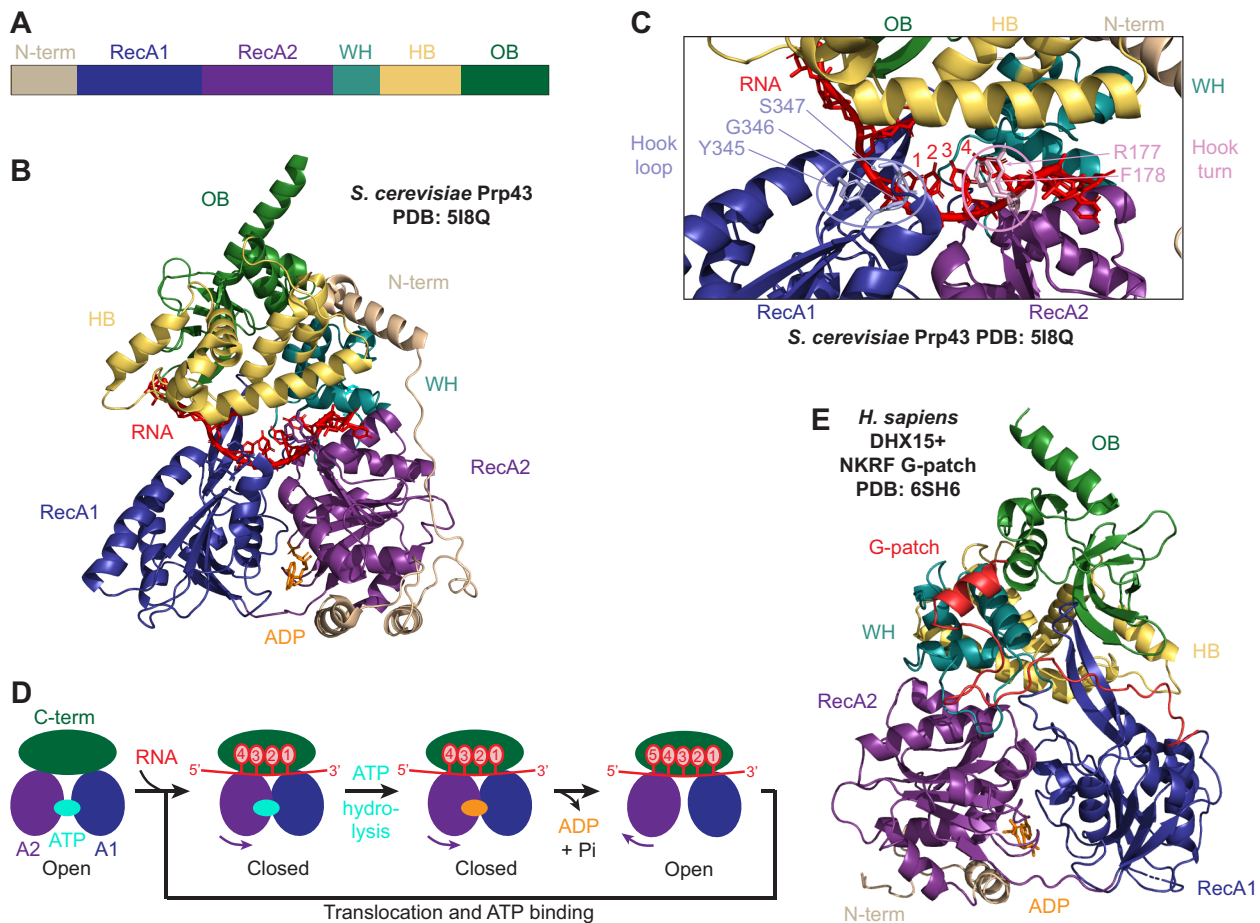 A
N-term RecA1 RecA2 WH HB OB
B
S. cerevisiae Prp43
PDB: 5I8Q
OB
N-term
HB
WH
RNA
RecA2
RecA1
ADP
C
OB HB N-term
RNA
WH
S347
G346
Y345
Hook
loop
1 2 3 4
R177
F178
Hook
turn
RecA1 RecA2
S. cerevisiae Prp43 PDB: 5I8Q
D
C-term
ATP
A2 A1
Open
RNA
4 3 2 1
5' 3'
Closed
ATP
hydro-
lysis
4 3 2 1
5' 3'
Closed
ADP
+ Pi
5 4 3 2 1
5' 3'
Open
Translocation and ATP binding
E
H. sapiens
DHX15+
NKRF G-patch
PDB: 6SH6
OB
G-patch
WH
HB
RecA2
RecA1
N-term
ADP